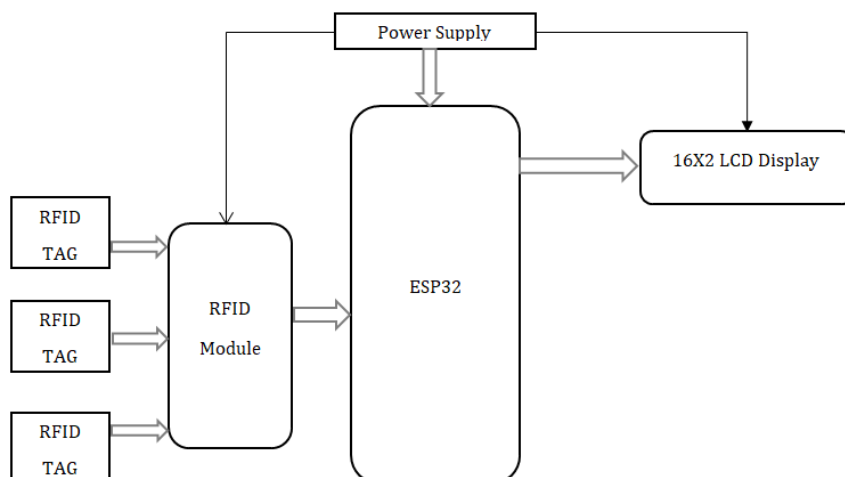 Power Supply
16X2 LCD Display
RFID
TAG
ESP32
RFID
Module
RFID
TAG
RFID
TAG